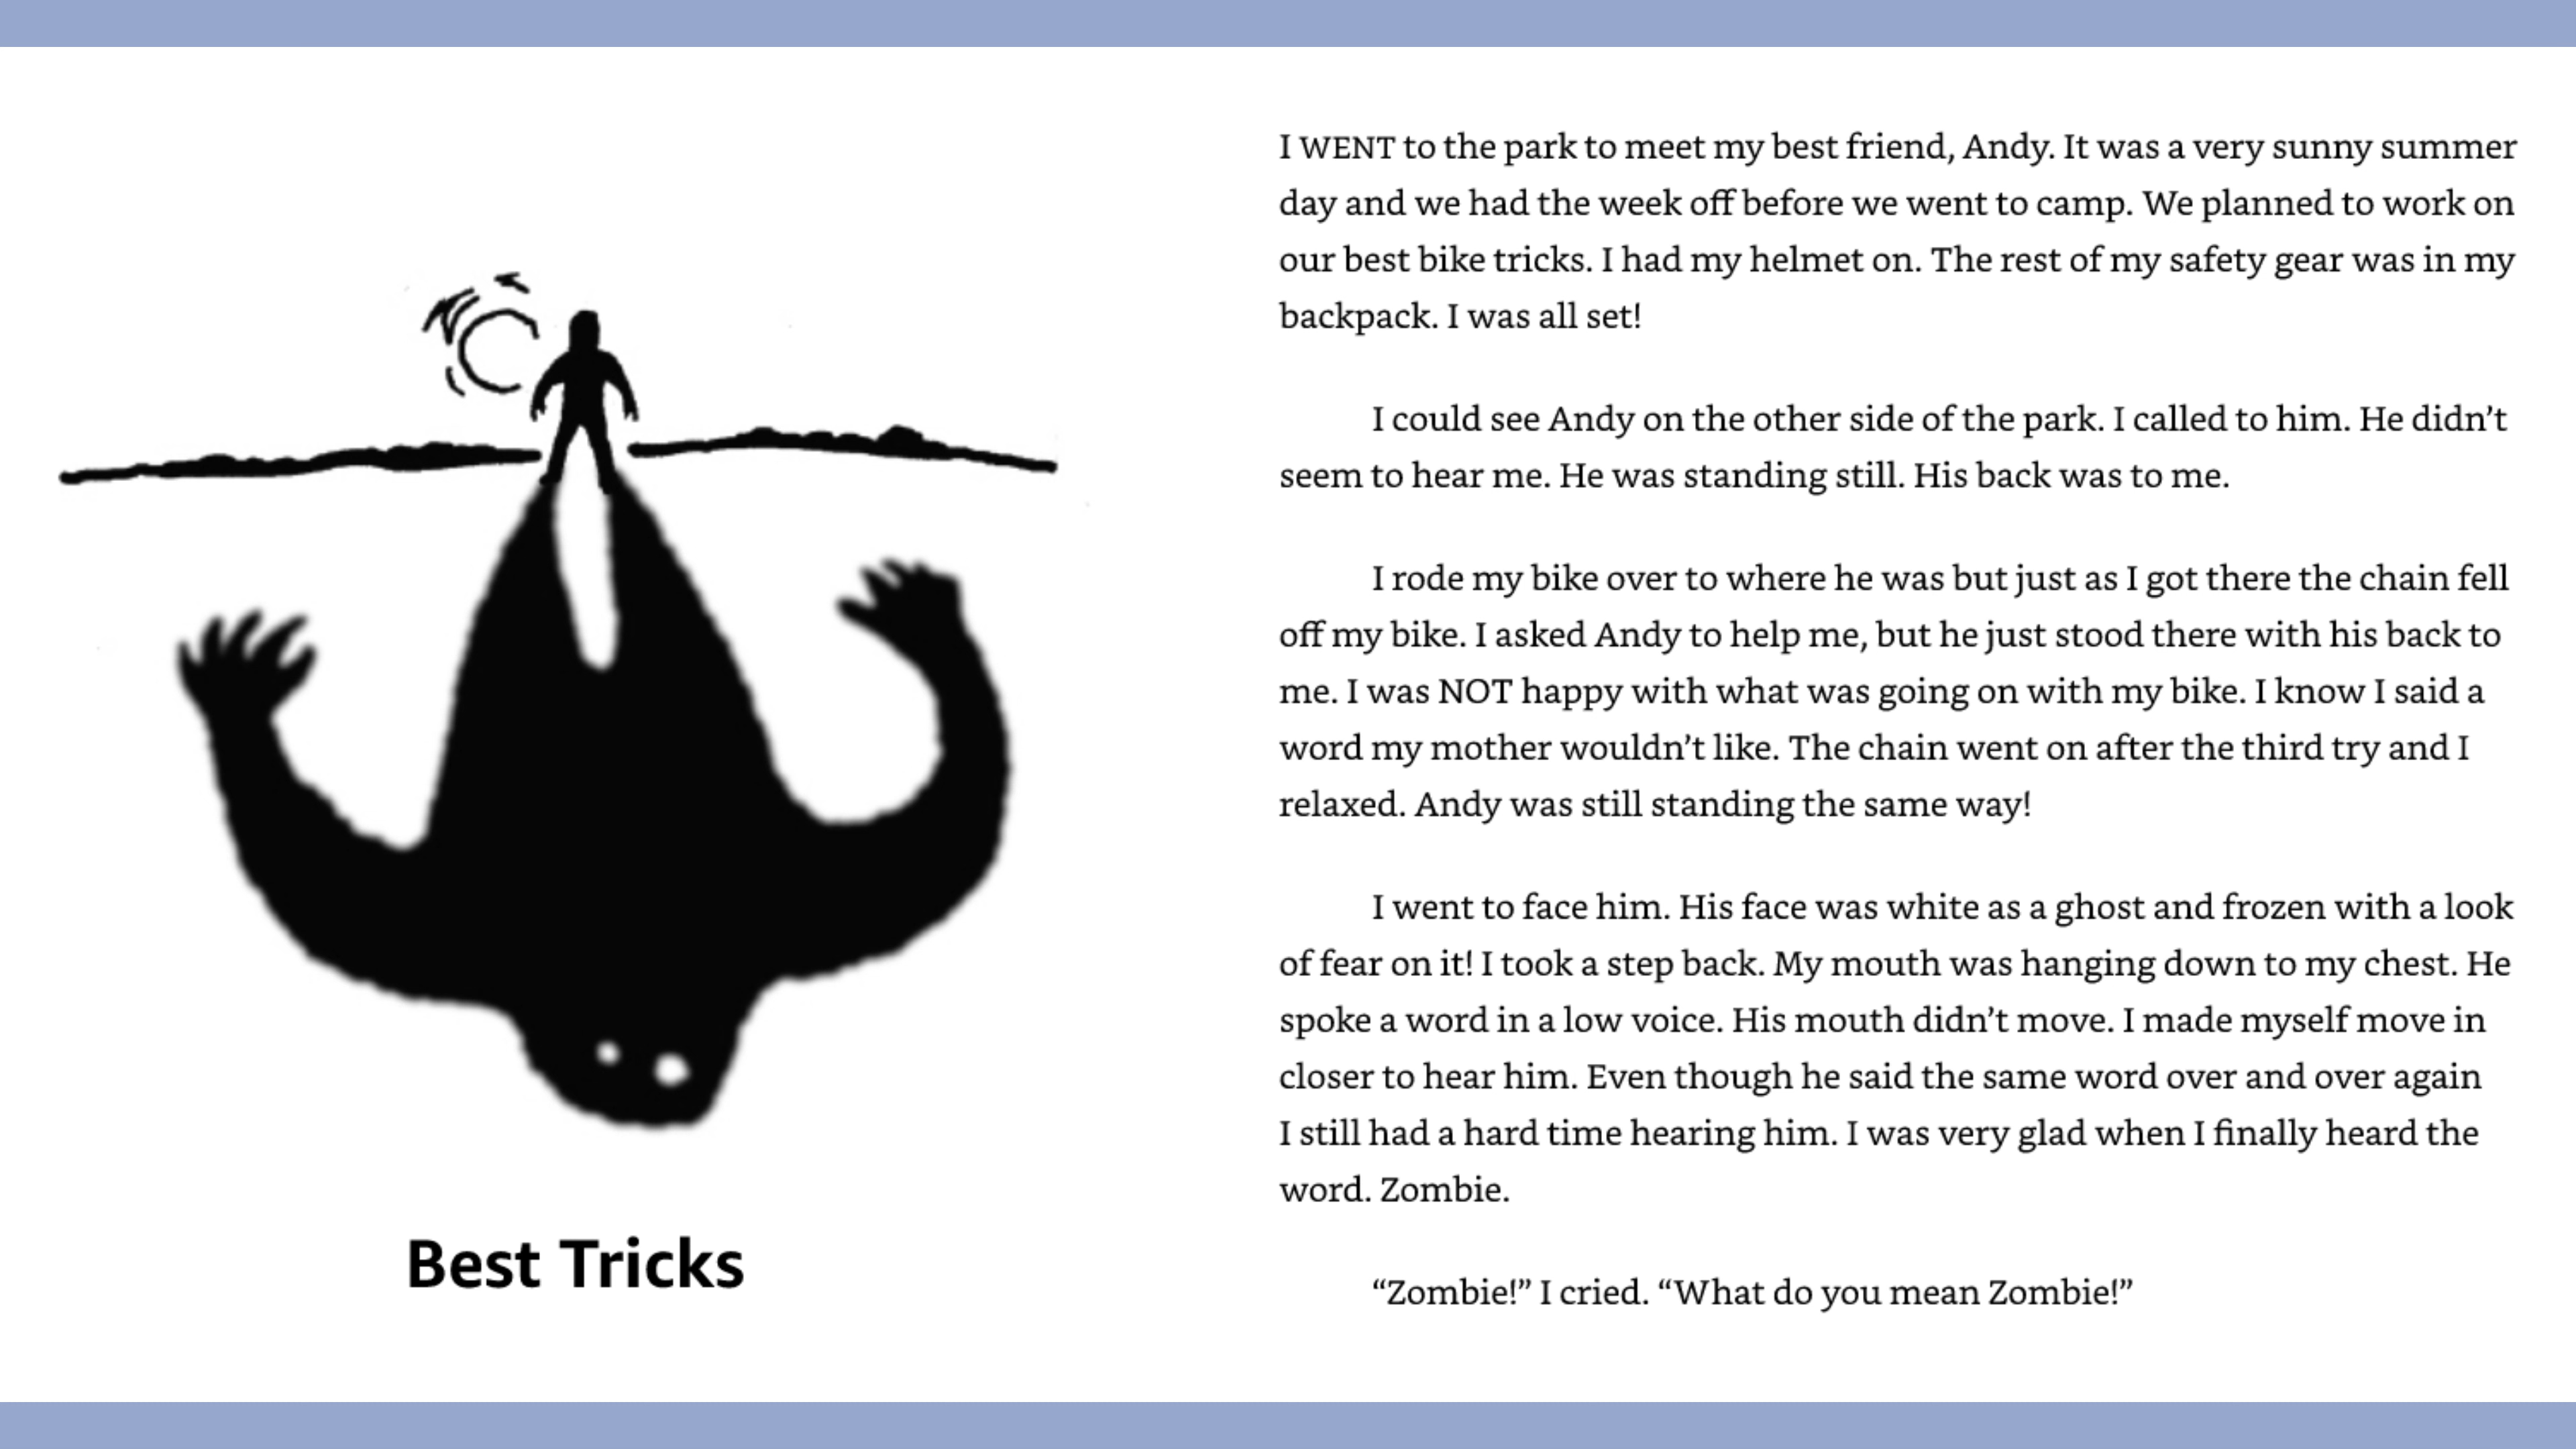 Best Tricks
I WENT to the park to meet my best friend, Andy. It was a very sunny summer
day and we had the week off before we went to camp. We planned to work on
our best bike tricks. I had my helmet on. The rest of my safety gear was in my
backpack. I was all set!
I could see Andy on the other side of the park. I called to him. He didn’t
seem to hear me. He was standing still. His back was to me.
I rode my bike over to where he was but just as I got there the chain fell
off my bike. I asked Andy to help me, but he just stood there with his back to
me. I was NOT happy with what was going on with my bike. I know I said a
word my mother wouldn’t like. The chain went on after the third try and I
relaxed. Andy was still standing the same way!
I went to face him. His face was white as a ghost and frozen with a look
of fear on it! I took a step back. My mouth was hanging down to my chest. He
spoke a word in a low voice. His mouth didn’t move. I made myself move in
closer to hear him. Even though he said the same word over and over again
I still had a hard time hearing him. I was very glad when I finally heard the
word. Zombie.
“Zombie!” I cried. “What do you mean Zombie!”